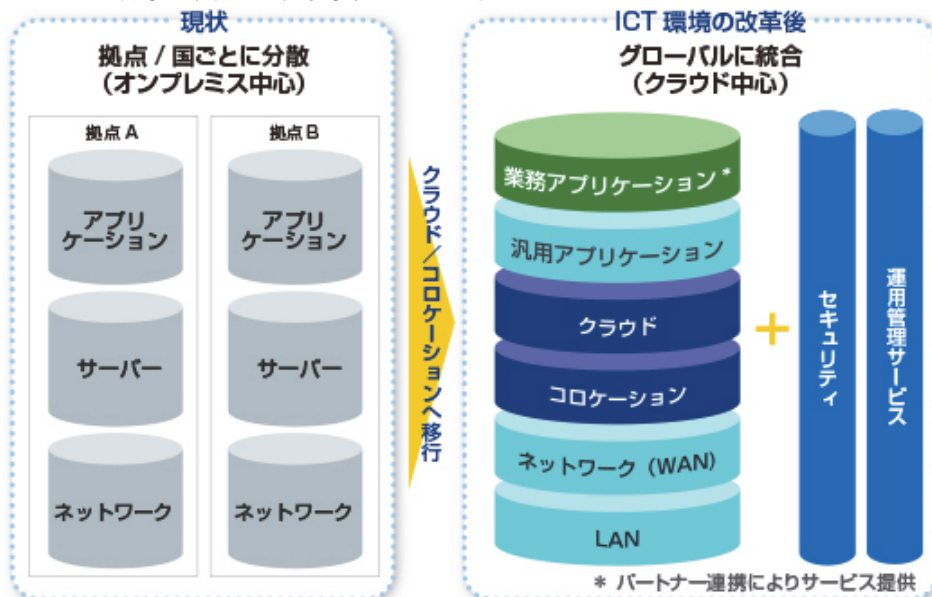 現状
拠点 / 国ごとに分散
(オンプレミス中心)
拠点 A
アプリ
ケーション
サーバー
ネットワーク
拠点 B
アプリ
ケーション
サーバー
ネットワーク
クラウド/コロケーションへ移行
ICT 環境の改革後
グローバルに統合
(クラウド中心)
業務アプリケーション *
汎用アプリケーション
クラウド
コロケーション
ネットワーク (WAN)
LAN
+
セキュリティ
運用管理サービス
* パートナー連携によりサービス提供